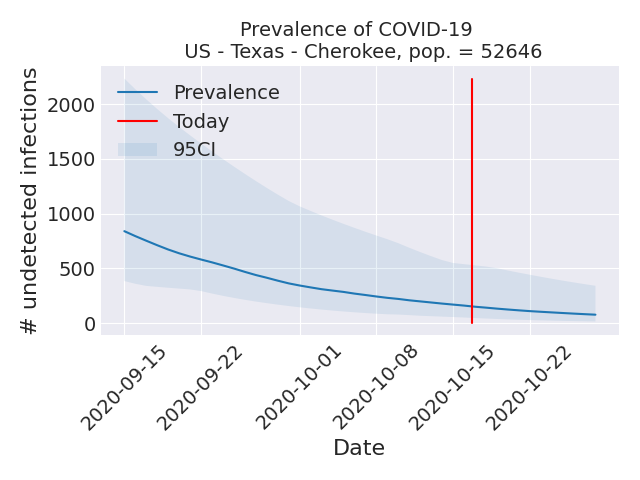 Prevalence of COVID-19
US - Texas - Cherokee, pop. = 52646
# undetected infections
2000
1500
1000
500
0
Prevalence
Today
95CI
2020-09-15
2020-09-22
2020-10-01
2020-10-08
2020-10-15
2020-10-22
Date